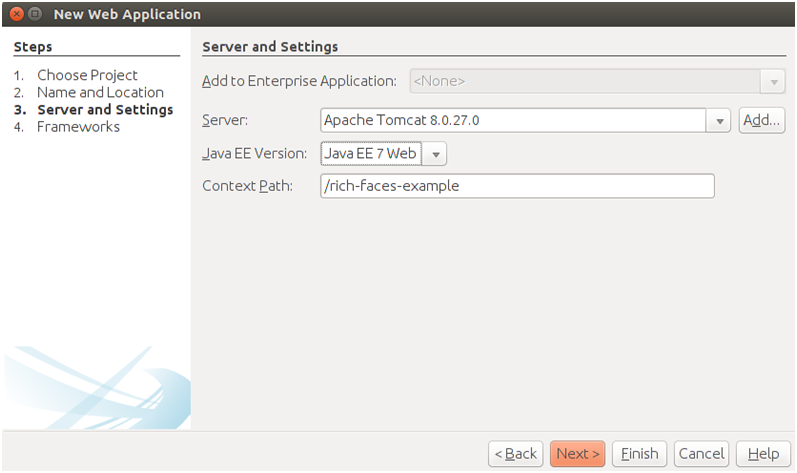 New Web Application
Steps
1. Choose Project
2. Name and Location
3. Server and Settings
4. Frameworks
Server and Settings
Add to Enterprise Application: <None>
Server: Apache Tomcat 8.0.27.0 Add...
Java EE Version: Java EE 7 Web
Context Path: /rich-faces-example
< Back Next > Finish Cancel Help